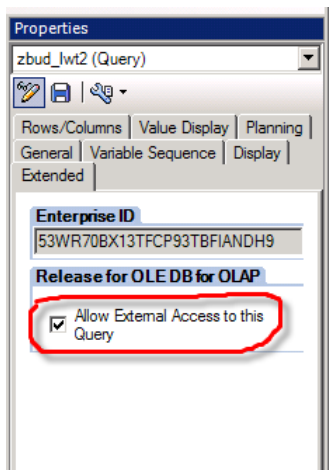 Properties
zbud_lwt2 (Query)
Rows/Columns Value Display Planning
General Variable Sequence Display
Extended
Enterprise ID
53WR70BX13TFCP93TBFIANDH9
Release for OLE DB for OLAP
Allow External Access to this
Query